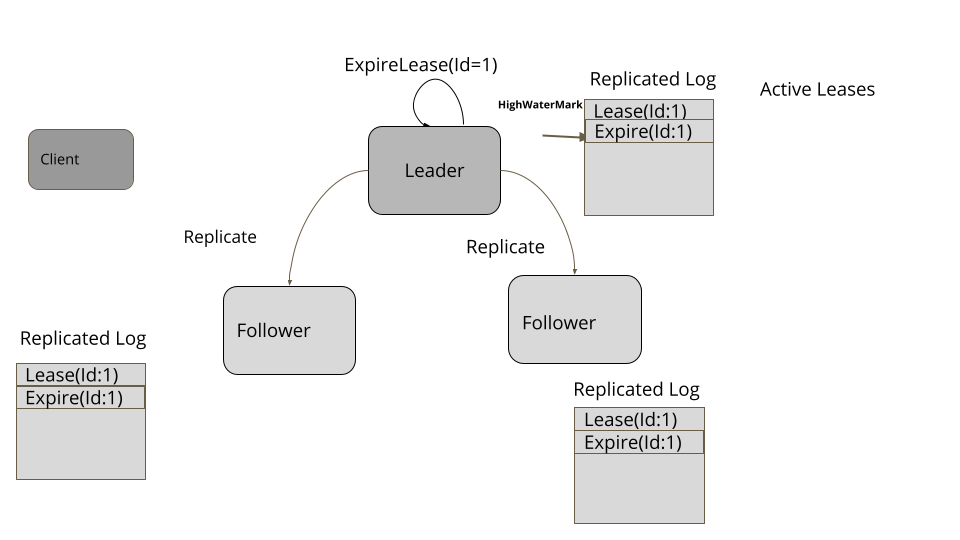 ExpireLease(Id=1)
Replicated Log
Active Leases
HighWaterMark
Lease(Id:1)
Expire(Id:1)
Client
Leader
Replicate
Replicate
Follower
Follower
Replicated Log
Lease(Id:1)
Expire(Id:1)
Replicated Log
Lease(Id:1)
Expire(Id:1)